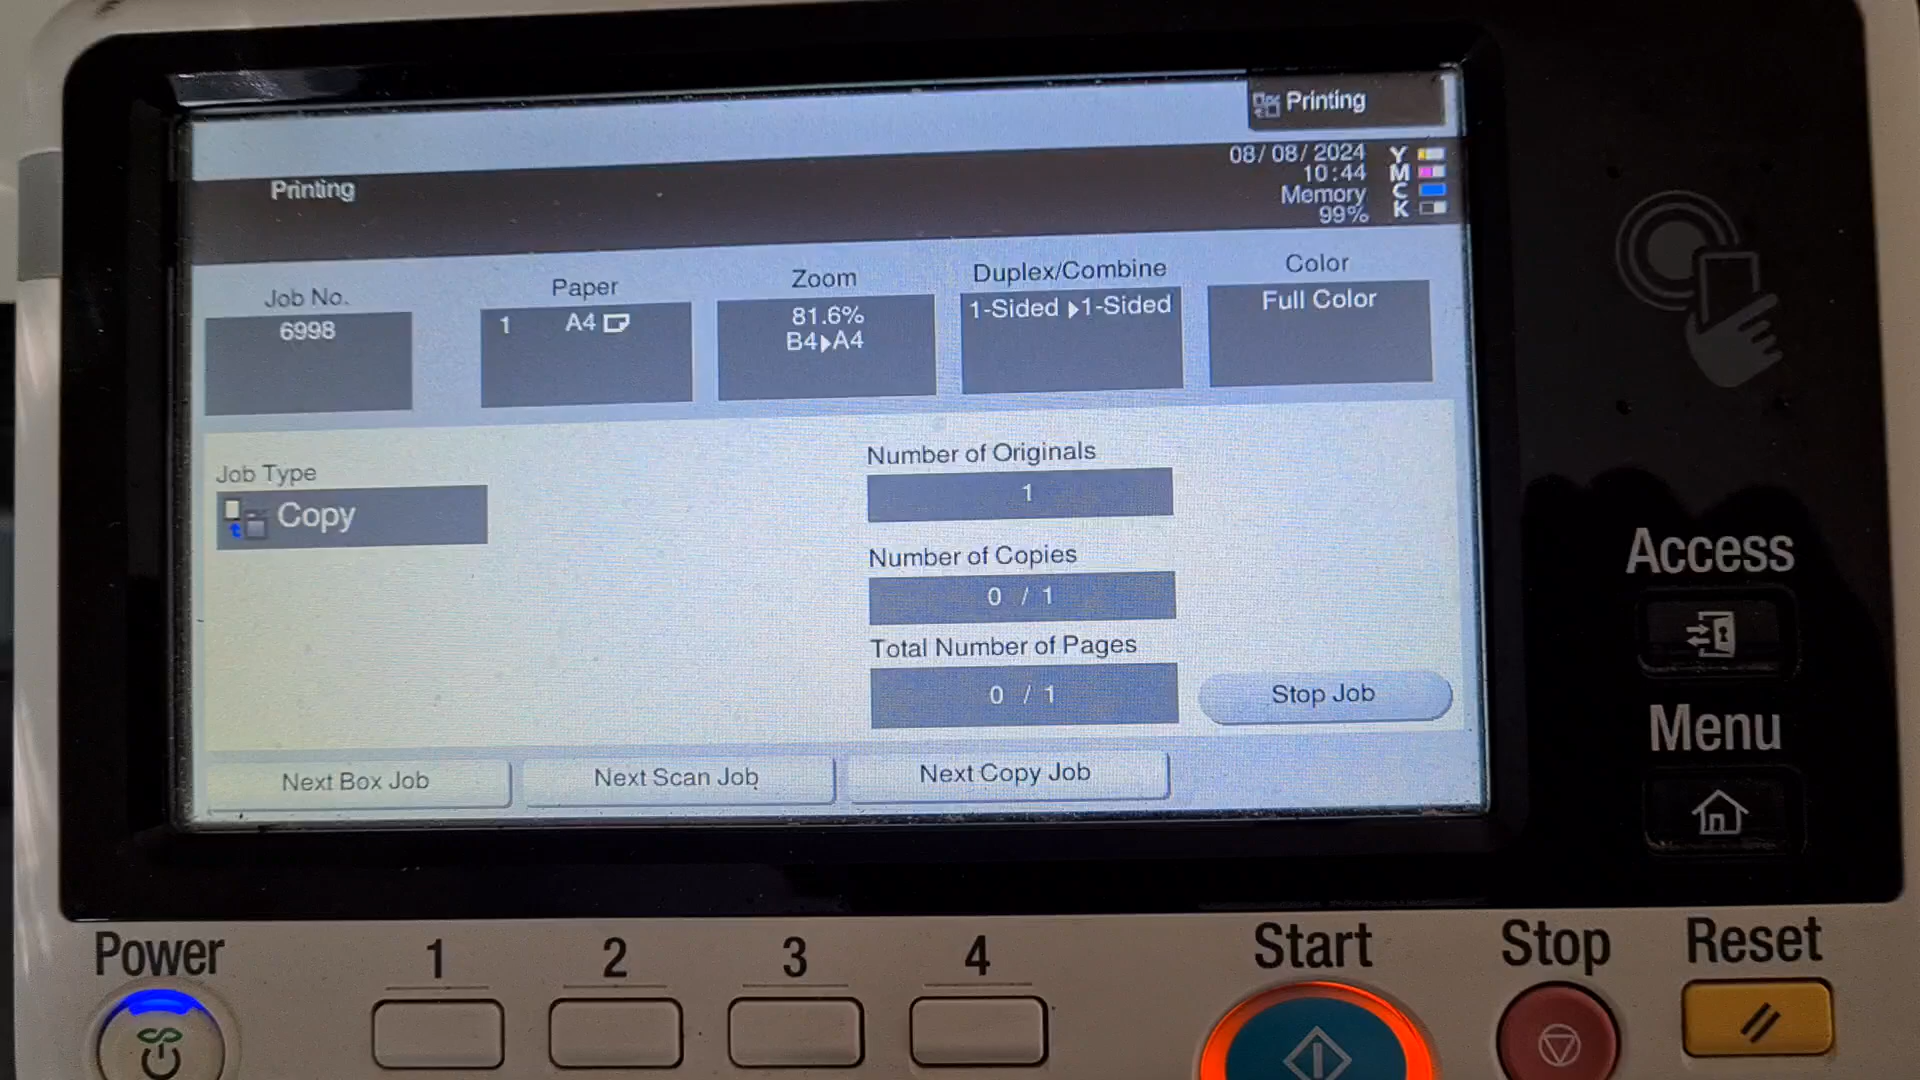 Printing
Printing
08/08/2024
10:44
Memory
99%
Y
M
C
K
Job No.
6998
Paper
1 A4
Zoom
81.6%
B4▶A4
Duplex/Combine
1-Sided ▶1-Sided
Color
Full Color
Job Type
Copy
Number of Originals
1
Number of Copies
0 / 1
Total Number of Pages
0 / 1
Stop Job
Next Box Job
Next Scan Job
Next Copy Job
Access
Menu
Power
1
2
3
4
Start
Stop
Reset